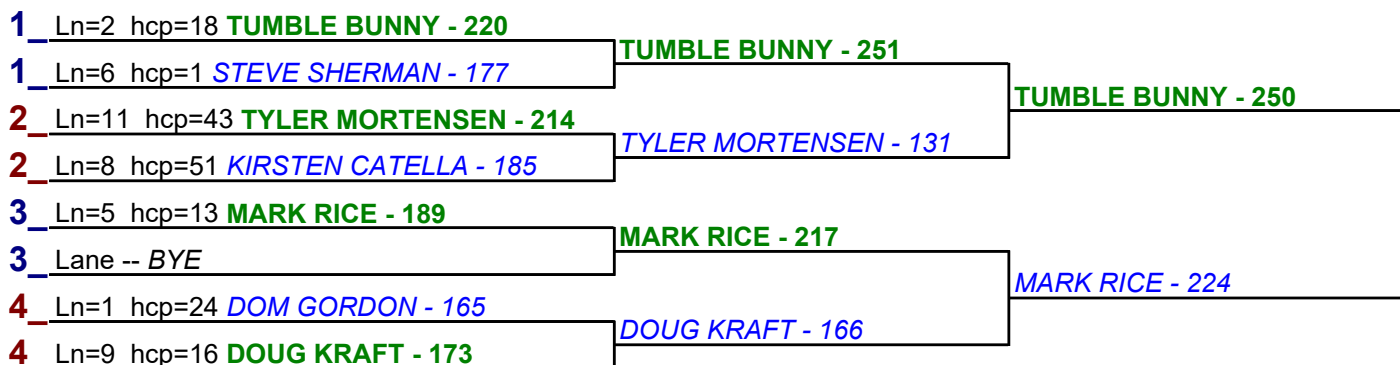 1_ Ln=2 hcp=18 TUMBLE BUNNY - 220
TUMBLE BUNNY - 251
1_ Ln=6 hcp=1 STEVE SHERMAN - 177
TUMBLE BUNNY - 250
2_ Ln=11 hcp=43 TYLER MORTENSEN - 214
TYLER MORTENSEN - 131
2_ Ln=8 hcp=51 KIRSTEN CATELLA - 185
3_ Ln=5 hcp=13 MARK RICE - 189
MARK RICE - 217
3_ Lane -- BYE
MARK RICE - 224
4_ Ln=1 hcp=24 DOM GORDON - 165
DOUG KRAFT - 166
4 Ln=9 hcp=16 DOUG KRAFT - 173